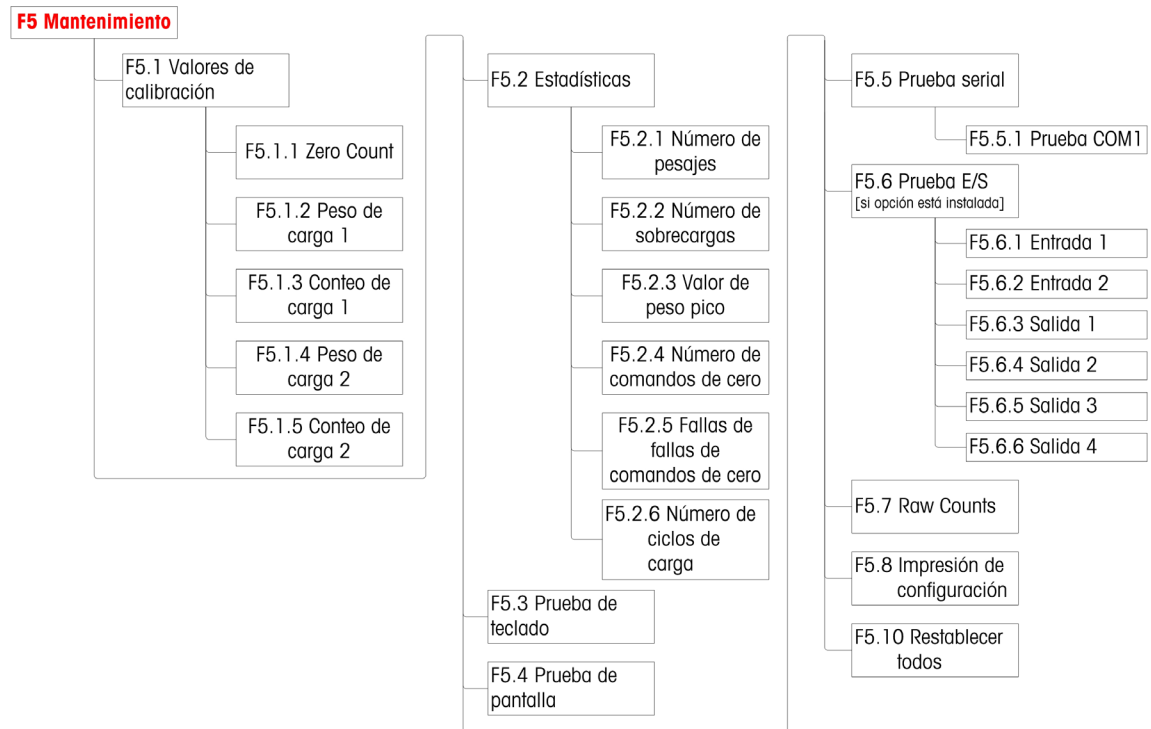 F5 Mantenimiento
F5.1 Valores de
calibración
F5.1.1 Zero Count
F5.1.2 Peso de
carga 1
F5.1.3 Conteo de
carga 1
F5.1.4 Peso de
carga 2
F5.1.5 Conteo de
carga 2
F5.2 Estadísticas
F5.2.1 Número de
pesajes
F5.2.2 Número de
sobrecargas
F5.2.3 Valor de
peso pico
F5.2.4 Número de
comandos de cero
F5.2.5 Fallas de
fallas de
comandos de cero
F5.2.6 Número de
ciclos de
carga
F5.3 Prueba de
teclado
F5.4 Prueba de
pantalla
F5.5 Prueba serial
F5.5.1 Prueba COM1
F5.6 Prueba E/S
[si opción está instalada]
F5.6.1 Entrada 1
F5.6.2 Entrada 2
F5.6.3 Salida 1
F5.6.4 Salida 2
F5.6.5 Salida 3
F5.6.6 Salida 4
F5.7 Raw Counts
F5.8 Impresión de
configuración
F5.10 Restablecer
todos